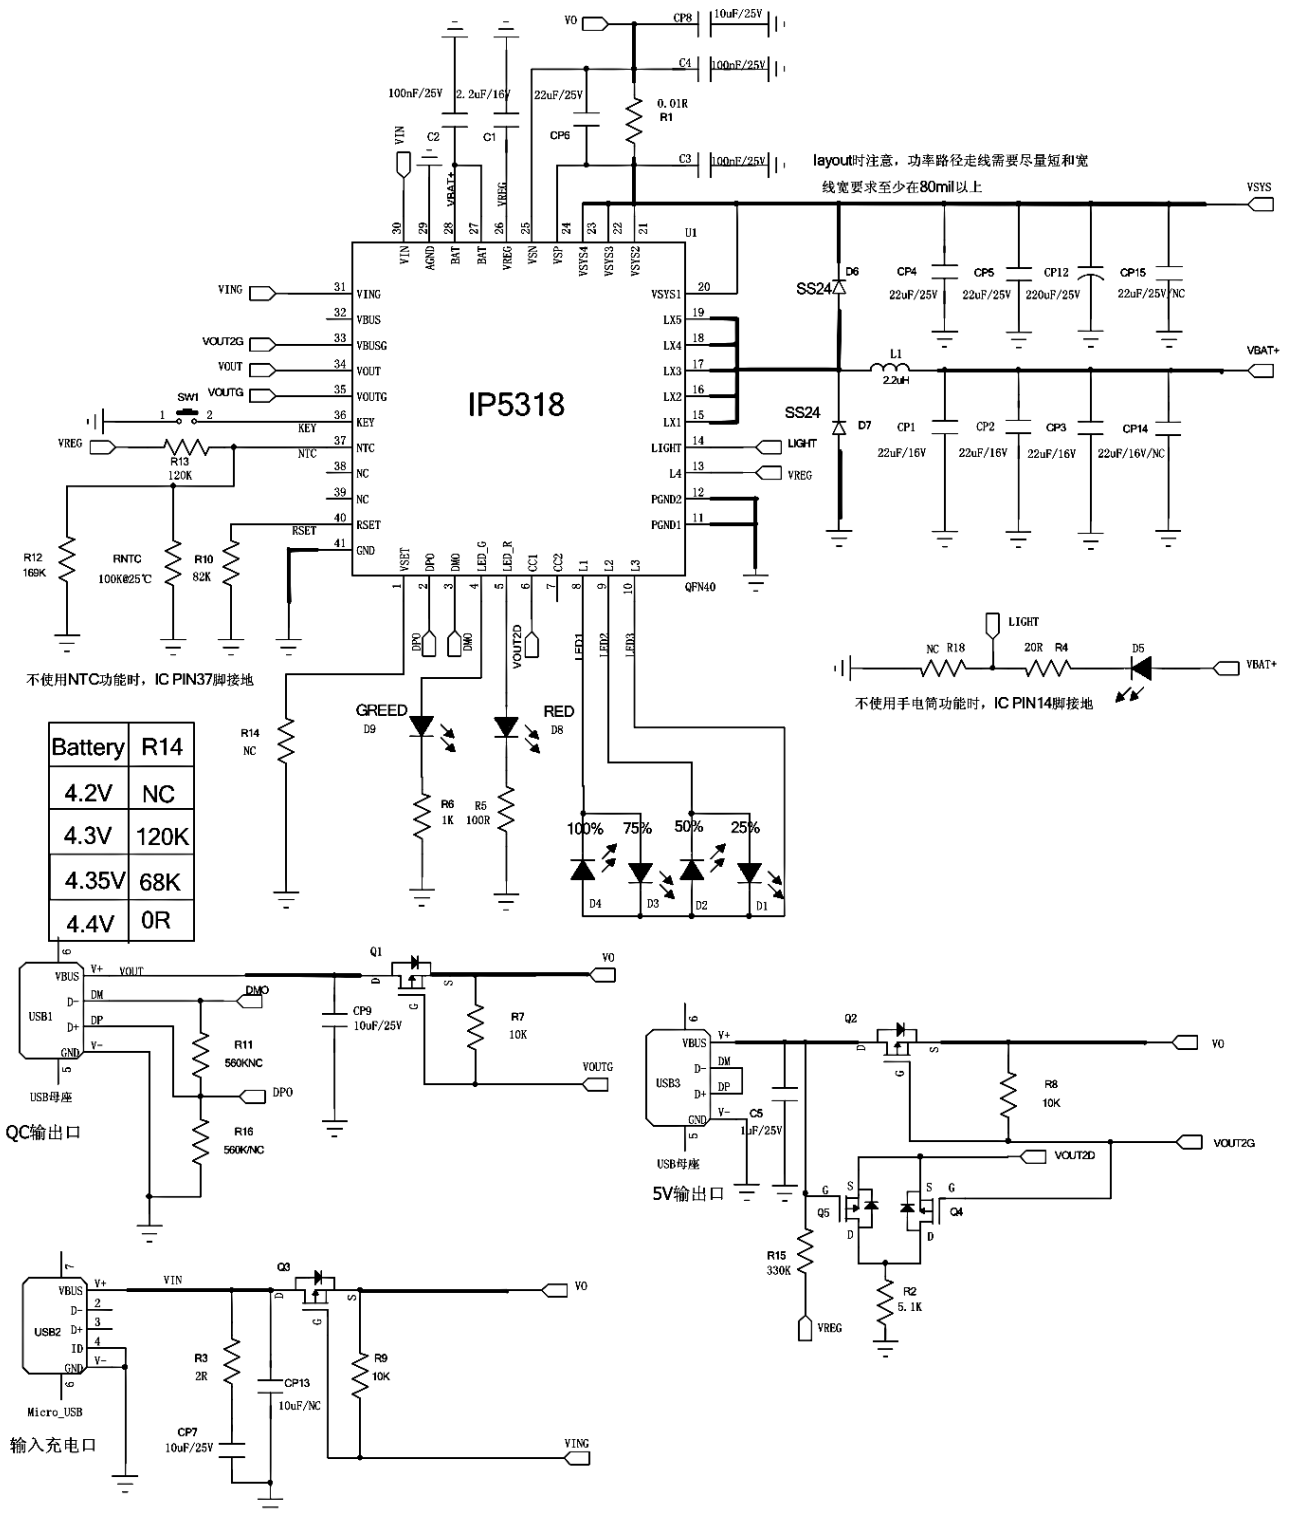 VO
CP8
10uF/25V
C4
100nF/25V
100nF/25V
2.2uF/16V
22uF/25V
0.01R
R1
C2
C1
CP6
C3
100nF/25V
VIN
VBAT+
VREG
layout时注意，功率路径走线需要尽量短和宽
线宽要求至少在80mil以上
VSYS
30 29 28 27 26 25 24 23 22 21
U1
VIN AGND BAT BAT VREG VSN VSP VSYS4 VSYS3 VSYS2
VING
31 VING
32 VBUS
VOUT2G
33 VBUSG
VOUT
34 VOUT
VOUTG
35 VOUTG
SW1
1 2
KEY
36 KEY
VREG
R13
120K
NTC
37 NTC
38 NC
39 NC
RSET
40 RSET
41 GND
IP5318
VSYS1 20
LX5 19
LX4 18
LX3 17
LX2 16
LX1 15
LIGHT 14
LIGHT
L4 13
VREG
PGND2 12
PGND1 11
QFN40
VSET DPO DMO LED_G LED_R CC1 CC2 L1 L2 L3
1 2 3 4 5 6 7 8 9 10
DPO
DMO
VOUT2D
LED1
LED2
LED3
D6
SS24
CP4
22uF/25V
CP5
22uF/25V
CP12
220uF/25V
CP15
22uF/25V/NC
L1
2.2uH
VBAT+
SS24
D7
CP1
22uF/16V
CP2
22uF/16V
CP3
22uF/16V
CP14
22uF/16V/NC
R12
169K
RNTC
100K@25℃
R10
82K
不使用NTC功能时，IC PIN37脚接地
LIGHT
NC R18
20R R4
D5
VBAT+
不使用手电筒功能时，IC PIN14脚接地
R14
NC
GREED
D9
RED
D8
R6
1K
R5
100R
100% 75% 50% 25%
D4 D3 D2 D1
Battery R14
4.2V NC
4.3V 120K
4.35V 68K
4.4V 0R
6
VBUS
V+
VOUT
D-
DM
DMO
USB1
D+
DP
GND
V-
5
USB母座
QC输出口
R11
560KNC
DPO
R16
560K/NC
CP9
10uF/25V
Q1
D
S
G
VO
R7
10K
VOUTG
6
VBUS
V+
D-
DM
USB3
D+
DP
GND
V-
5
USB母座
5V输出口
C5
1uF/25V
Q2
D
S
G
VO
R8
10K
VOUT2G
VOUT2D
G
S
Q5
D
S
G
Q4
D
R15
330K
VREG
R2
5.1K
7
VBUS
V+
VIN
D-
2
D+
3
USB2
ID
4
GND
V-
6
Micro_USB
输入充电口
R3
2R
CP7
10uF/25V
CP13
10uF/NC
Q3
D
S
G
VO
R9
10K
VING